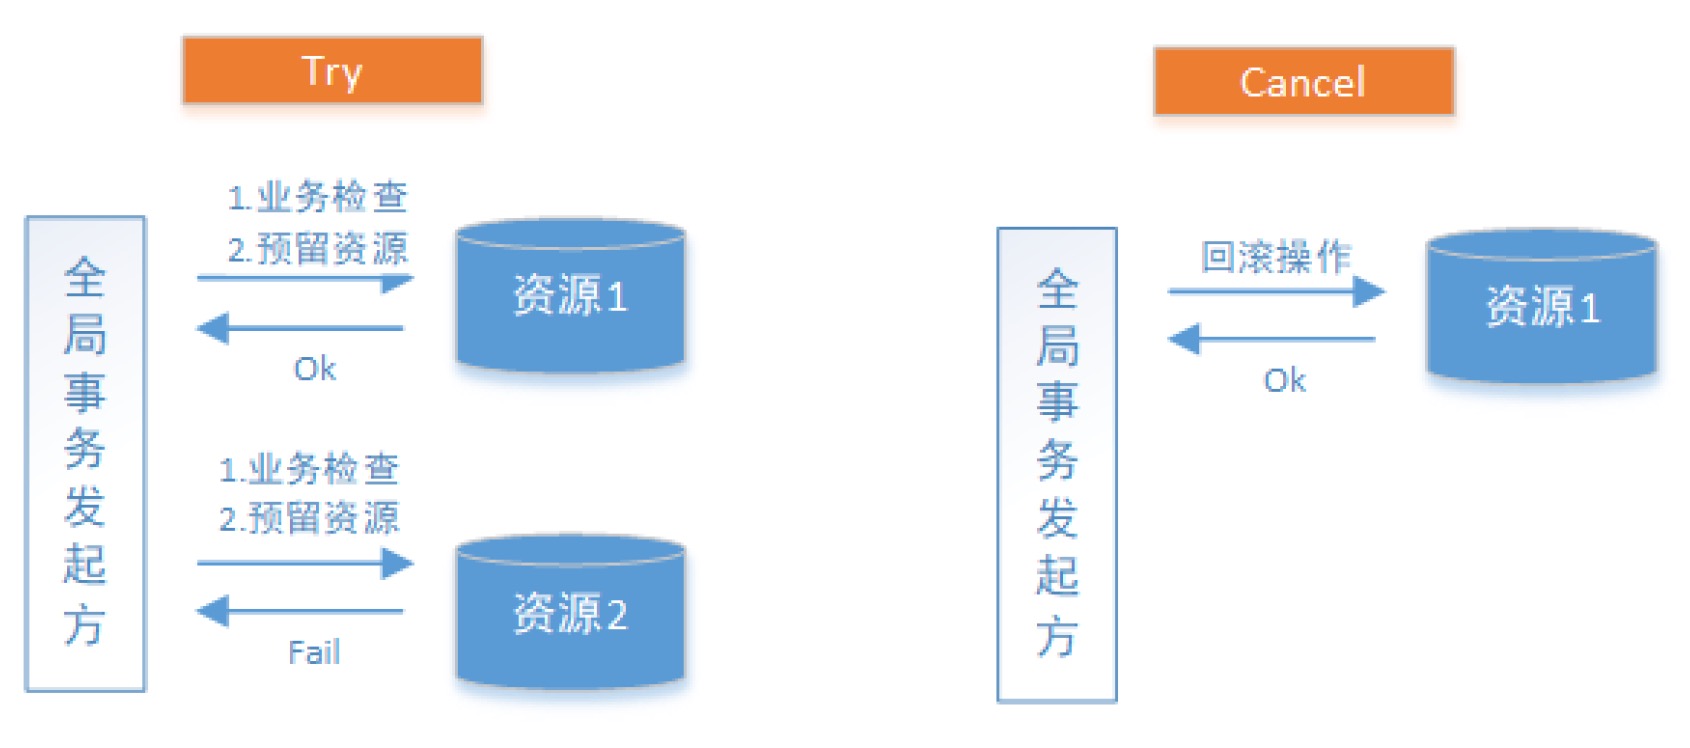 Try
1.业务检查
2.预留资源
全局事务发起方
资源1
Ok
1.业务检查
2.预留资源
资源2
Fail
Cancel
全局事务发起方
回滚操作
资源1
Ok